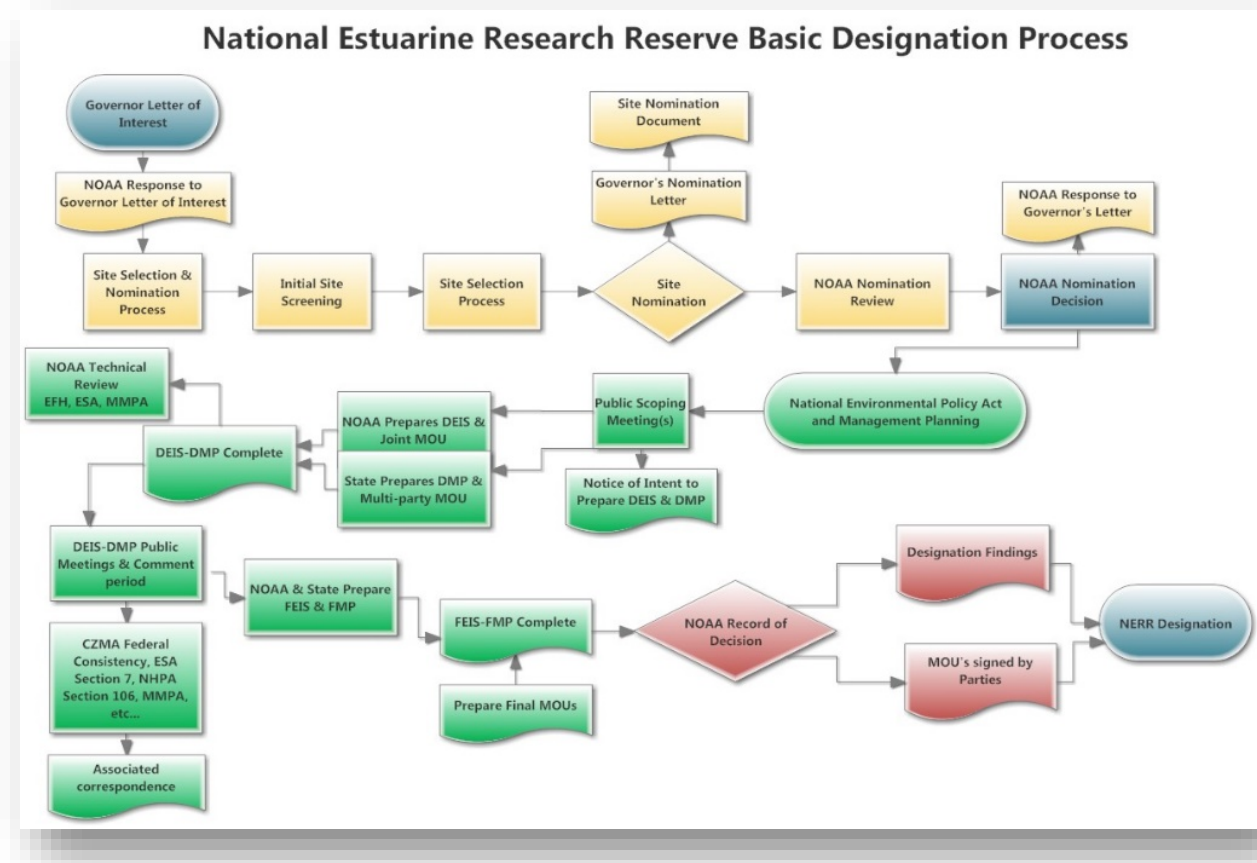 National Estuarine Research Reserve Basic Designation Process
Governor Letter of
Interest
NOAA Response to
Governor Letter of Interest
Site Selection &
Nomination
Process
Initial Site
Screening
Site Selection
Process
Site Nomination
Document
Governor's Nomination
Letter
Site
Nomination
NOAA Nomination
Review
NOAA Response to
Governor's Letter
NOAA Nomination
Decision
National Environmental Policy Act
and Management Planning
Public Scoping
Meeting(s)
Notice of Intent to
Prepare DEIS & DMP
NOAA Prepares DEIS &
Joint MOU
State Prepares DMP &
Multi-party MOU
DEIS-DMP Complete
NOAA Technical
Review
EFH, ESA, MMPA
DEIS-DMP Public
Meetings & Comment
period
CZMA Federal
Consistency, ESA
Section 7, NHPA
Section 106, MMPA,
etc...
Associated
correspondence
NOAA & State Prepare
FEIS & FMP
FEIS-FMP Complete
Prepare Final MOUs
NOAA Record of
Decision
Designation Findings
MOU's signed by
Parties
NERR Designation